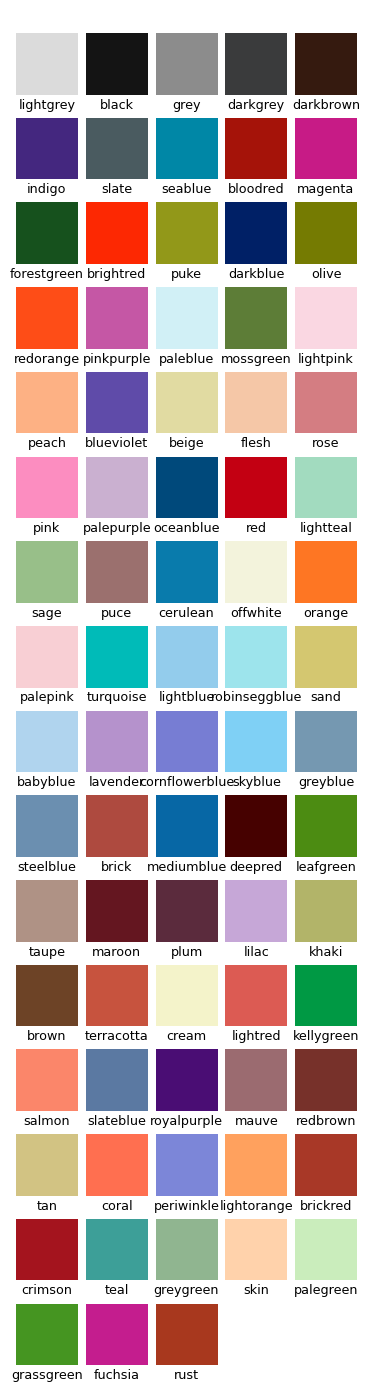 lightgrey black grey darkgrey darkbrown
indigo slate seablue bloodred magenta
forestgreen brightred puke darkblue olive
redorange pinkpurple paleblue mossgreen lightpink
peach blueviolet beige flesh rose
pink palepurple oceanblue red lightteal
sage puce cerulean offwhite orange
palepink turquoise lightblue robinseggblue sand
babyblue lavender cornflowerblue skyblue greyblue
steelblue brick mediumblue deepred leafgreen
taupe maroon plum lilac khaki
brown terracotta cream lightred kellygreen
salmon slateblue royalpurple mauve redbrown
tan coral periwinkle lightorange brickred
crimson teal greygreen skin palegreen
grassgreen fuchsia rust